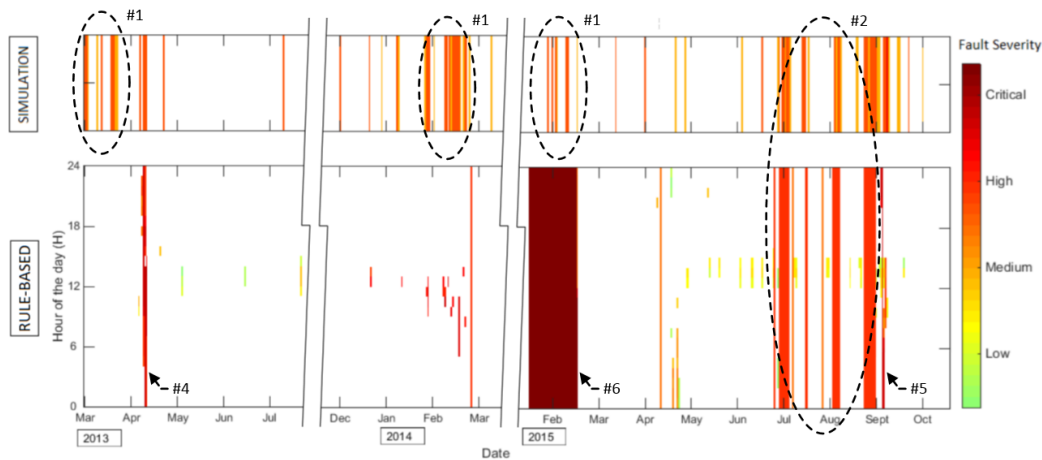 #1 #1 #1 #2
SIMULATION
Fault Severity
Critical
High
Medium
Low
RULE-BASED
Hour of the day (H)
24
18
12
6
0
#4 #6 #5
Mar Apr May Jun Jul Dec Jan Feb Mar Feb Mar Apr May Jun Jul Aug Sept Oct
2013 2014 2015
Date